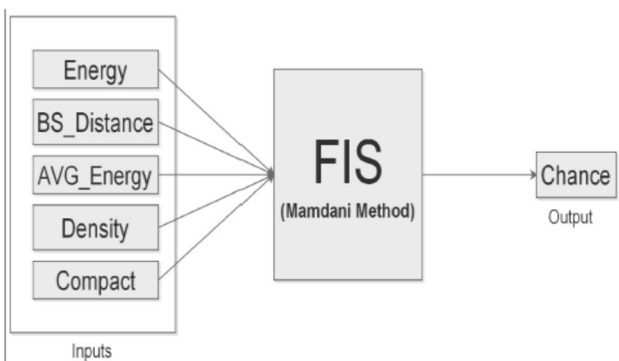 Energy
BS_Distance
AVG_Energy
Density
Compact
Inputs
FIS
(Mamdani Method)
Chance
Output